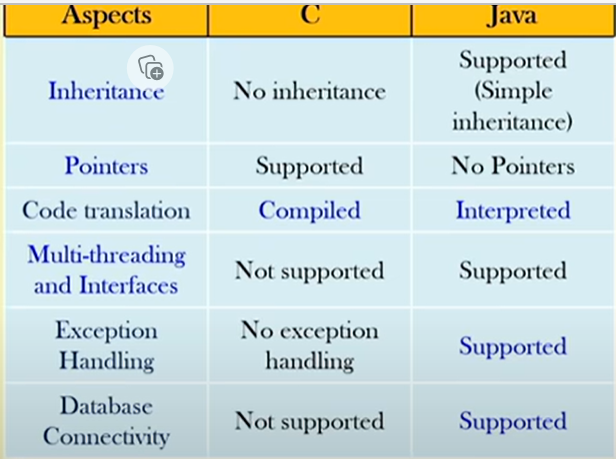 Aspects C Java
Inheritance No inheritance Supported
(Simple
inheritance)
Pointers Supported No Pointers
Code translation Compiled Interpreted
Multi-threading
and Interfaces Not supported Supported
Exception
Handling No exception
handling Supported
Database
Connectivity Not supported Supported